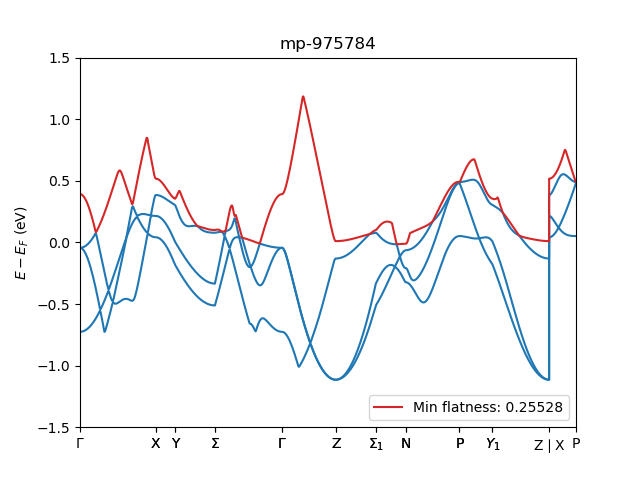 mp-975784
1.5
1.0
0.5
0.0
−0.5
−1.0
−1.5
E − E_F (eV)
Min flatness: 0.25528
Γ X Y Σ Γ Z Σ₁ N P Y₁ Z | X P